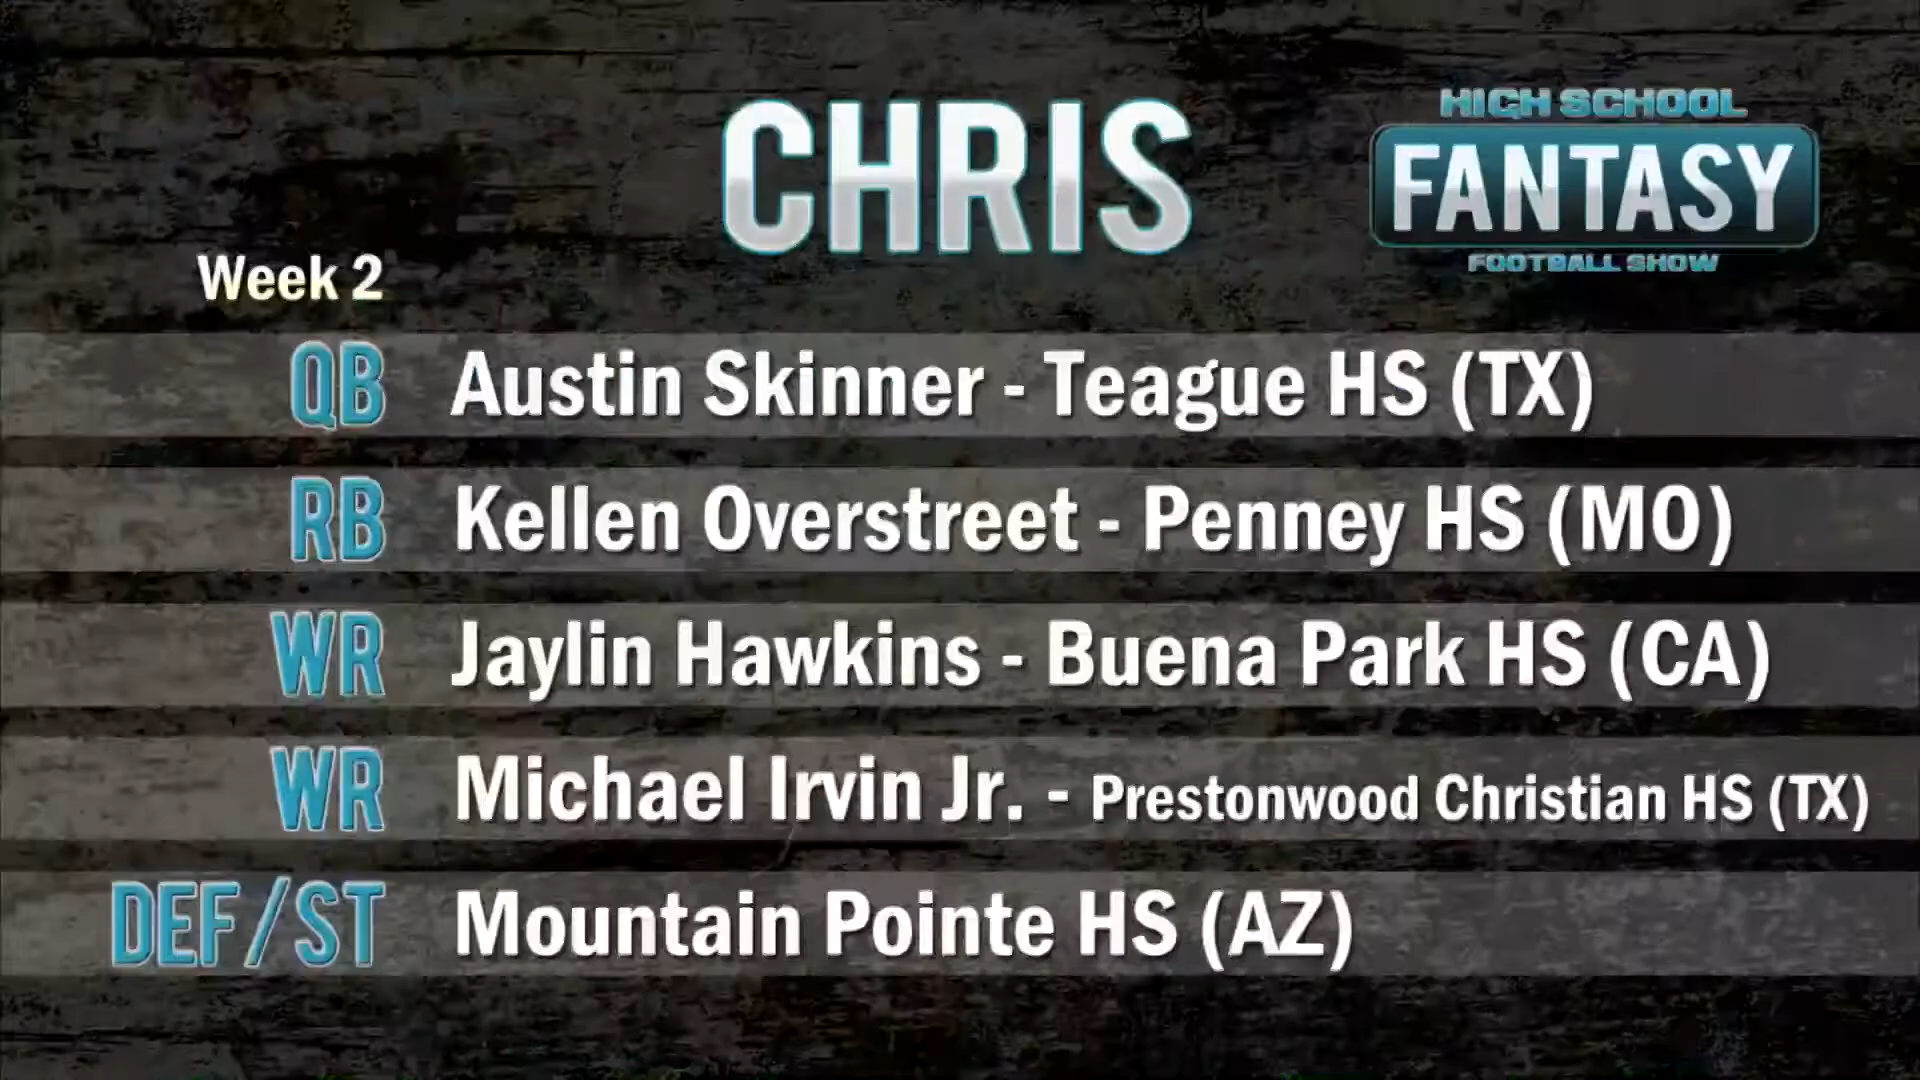 CHRIS
HIGH SCHOOL
FANTASY
FOOTBALL SHOW
Week 2
QB Austin Skinner - Teague HS (TX)
RB Kellen Overstreet - Penney HS (MO)
WR Jaylin Hawkins - Buena Park HS (CA)
WR Michael Irvin Jr. - Prestonwood Christian HS (TX)
DEF/ST Mountain Pointe HS (AZ)